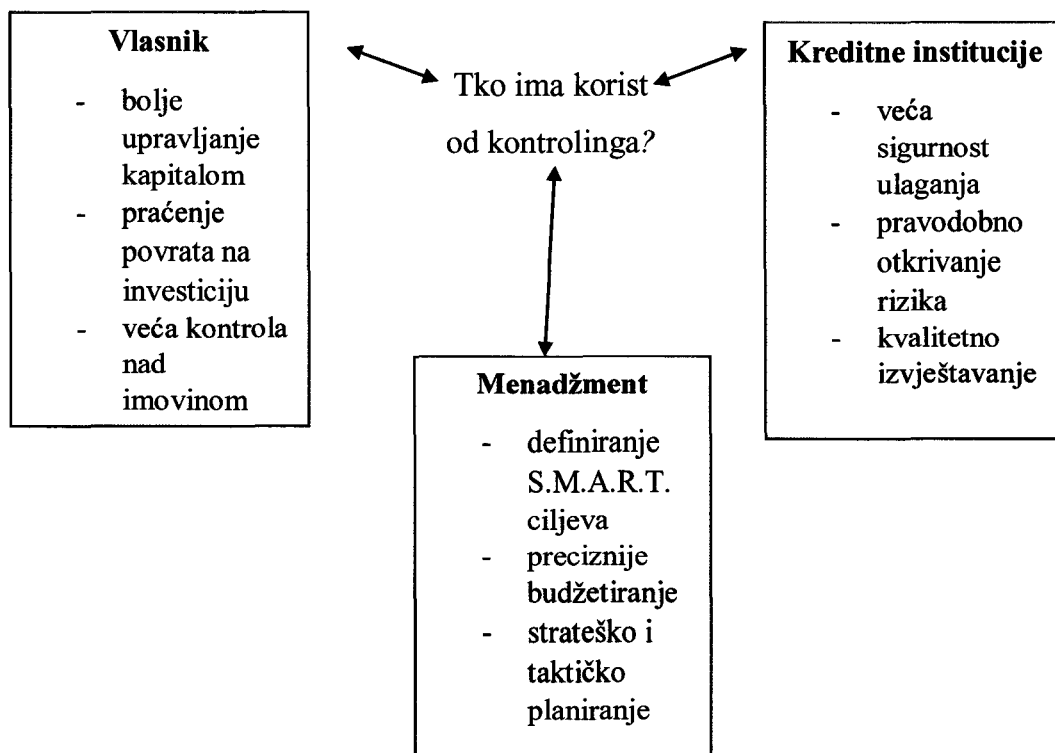 Vlasnik
- bolje
upravljanje
kapitalom
- praćenje
povrata na
investiciju
- veća kontrola
nad
imovinom
Tko ima korist
od kontrolinga?
Kreditne institucije
- veća
sigurnost
ulaganja
- pravodobno
otkrivanje
rizika
- kvalitetno
izvještavanje
Menadžment
- definiranje
S.M.A.R.T.
ciljeva
- preciznije
budžetiranje
- strateško i
taktičko
planiranje